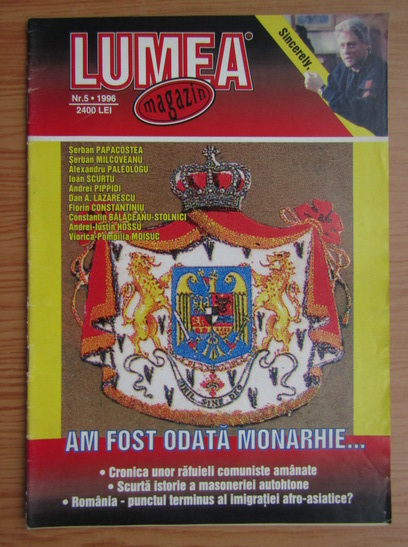 LUMEA
magazin
Nr.5 • 1996
2400 LEI
Sincerely,
Şerban PAPACOSTEA
Şerban MILCOVEANU
Alexandru PALEOLOGU
Ioan SCURTU
Andrei PIPPIDI
Dan A. LĂZĂRESCU
Florin CONSTANTINIU
Constantin BĂLĂCEANU-STOLNICI
Andrei-Iustin HOSSU
Viorica-Pompilia MOISUC
NIHIL SINE DEO
AM FOST ODATĂ MONARHIE...
• Cronica unor răfuieli comuniste amânate
• Scurtă istorie a masoneriei autohtone
• România - punctul terminus al imigraţiei afro-asiatice?